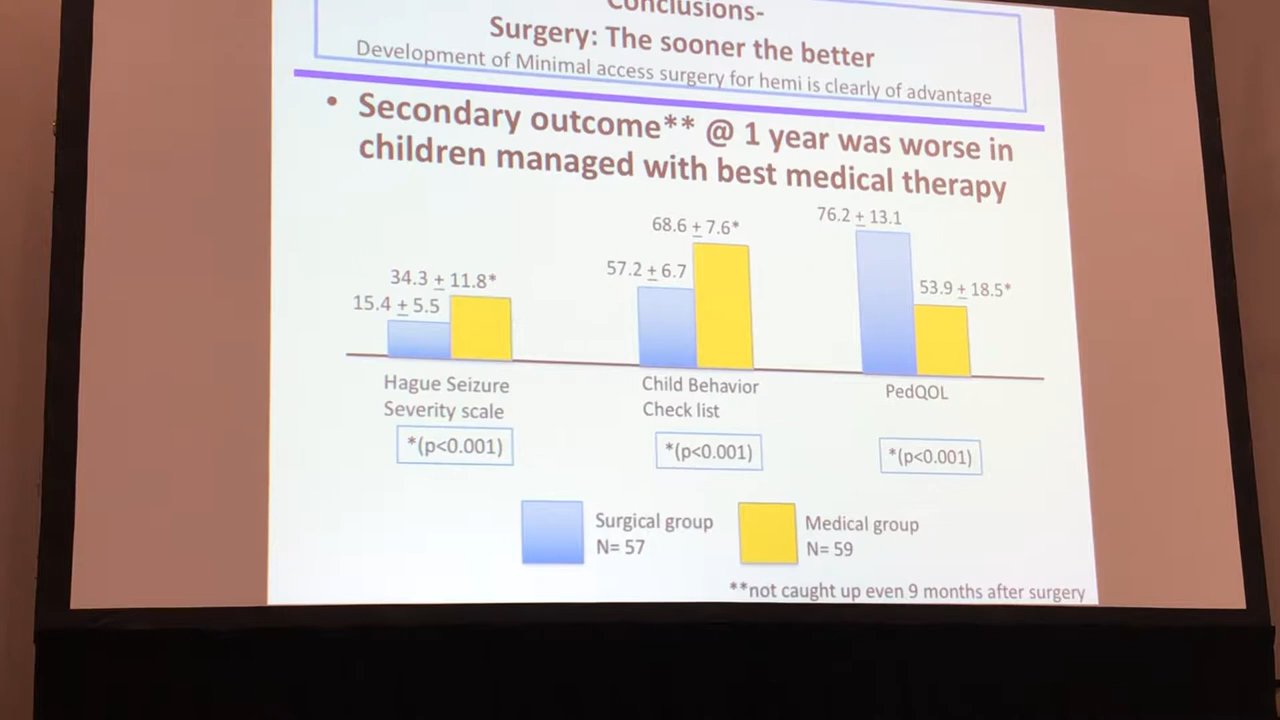 Conclusions-
Surgery: The sooner the better
Development of Minimal access surgery for hemi is clearly of advantage
• Secondary outcome** @ 1 year was worse in
children managed with best medical therapy
34.3 ± 11.8*
15.4 ± 5.5
68.6 ± 7.6*
57.2 ± 6.7
76.2 ± 13.1
53.9 ± 18.5*
Hague Seizure
Severity scale
Child Behavior
Check list
PedQOL
*(p<0.001)
*(p<0.001)
*(p<0.001)
Surgical group
N= 57
Medical group
N= 59
**not caught up even 9 months after surgery